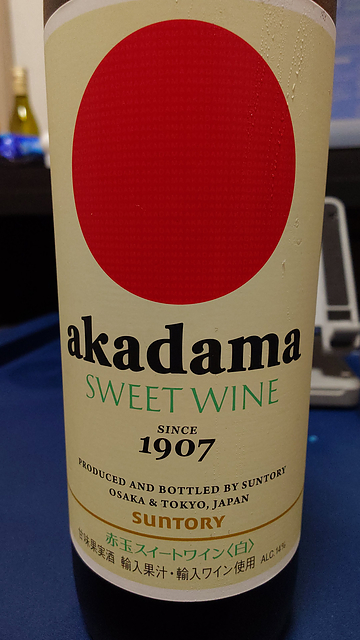 akadama
SWEET WINE
SINCE
1907
PRODUCED AND BOTTLED BY SUNTORY
OSAKA & TOKYO, JAPAN
SUNTORY
赤玉スイートワイン〈白〉
甘味果実酒 輸入果汁・輸入ワイン使用 ALC.14%